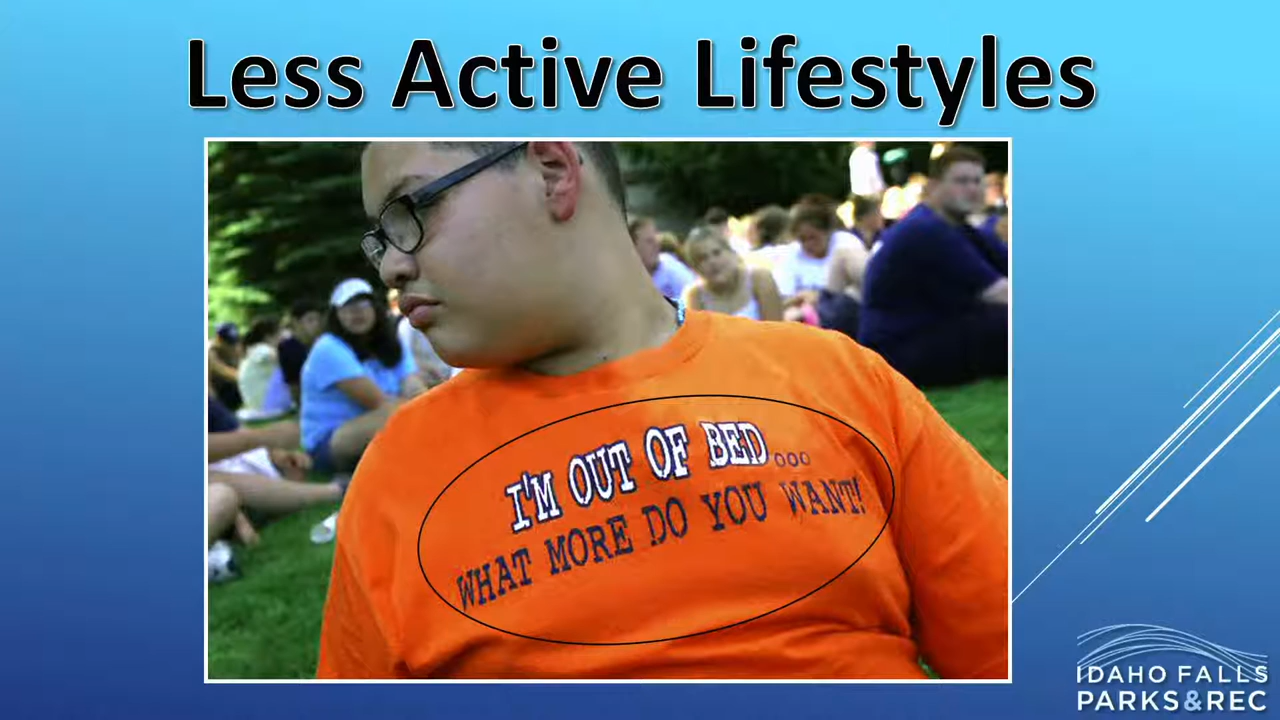 Less Active Lifestyles
I'M OUT OF BED...
WHAT MORE DO YOU WANT!
IDAHO FALLS
PARKS&REC